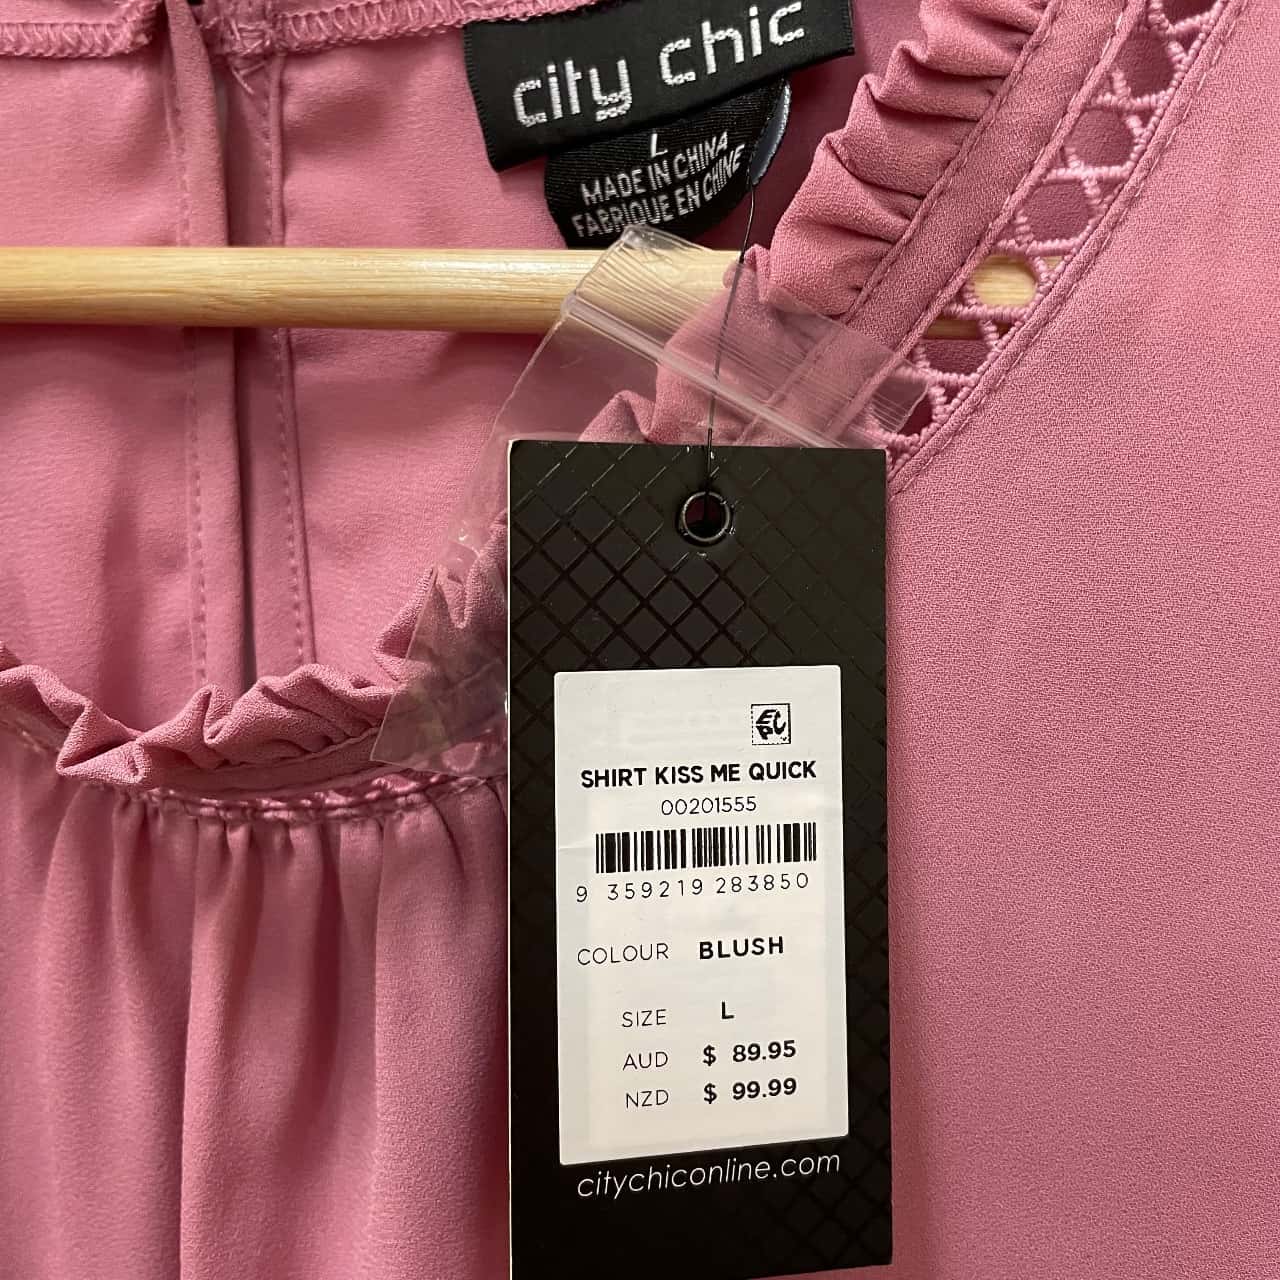 city chic
L
MADE IN CHINA
FABRIQUE EN CHINE
SHIRT KISS ME QUICK
00201555
9 359219 283850
COLOUR BLUSH
SIZE L
AUD $ 89.95
NZD $ 99.99
citychiconline.com